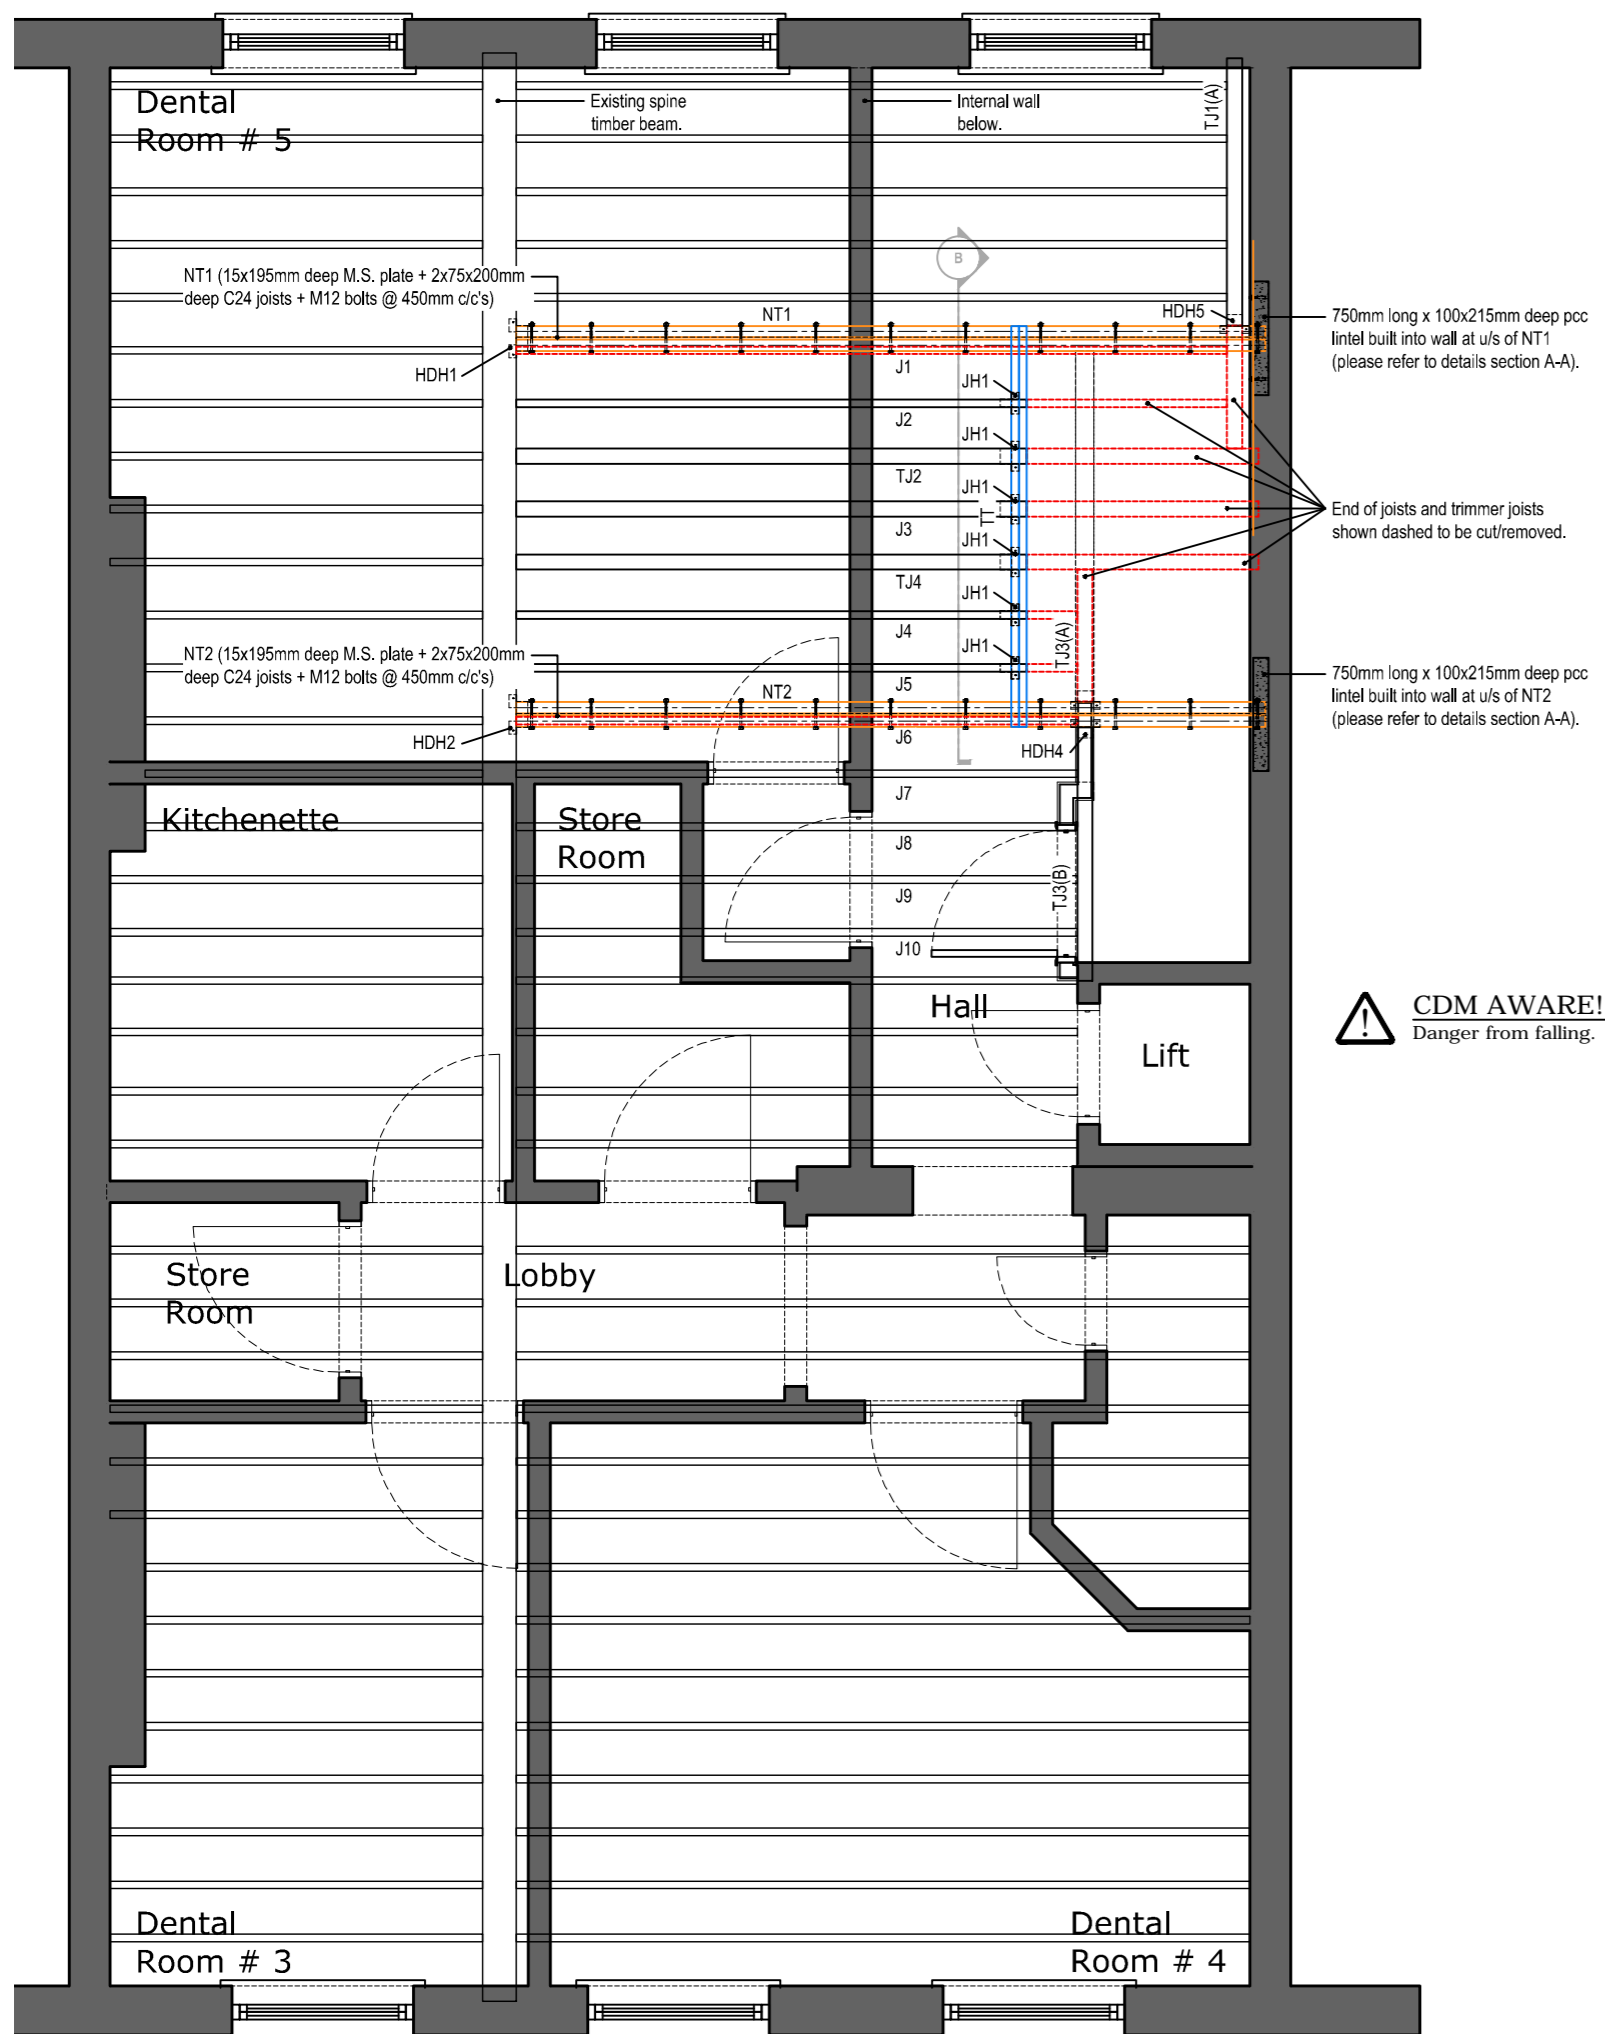 Dental
Room # 5
Existing spine
timber beam.
Internal wall
below.
TJ1(A)
B
NT1 (15x195mm deep M.S. plate + 2x75x200mm
deep C24 joists + M12 bolts @ 450mm c/c's)
NT1
HDH5
750mm long x 100x215mm deep pcc
lintel built into wall at u/s of NT1
(please refer to details section A-A).
HDH1
J1
JH1
J2
JH1
TJ2
JH1
TT
J3
End of joists and trimmer joists
shown dashed to be cut/removed.
JH1
TJ4
JH1
J4
TJ3(A)
JH1
NT2 (15x195mm deep M.S. plate + 2x75x200mm
deep C24 joists + M12 bolts @ 450mm c/c's)
J5
NT2
750mm long x 100x215mm deep pcc
lintel built into wall at u/s of NT2
(please refer to details section A-A).
HDH2
J6
HDH4
J7
Kitchenette
Store
Room
J8
TJ3(B)
J9
J10
Hall
Lift
!
CDM AWARE!
Danger from falling.
Store
Room
Lobby
Dental
Room # 3
Dental
Room # 4